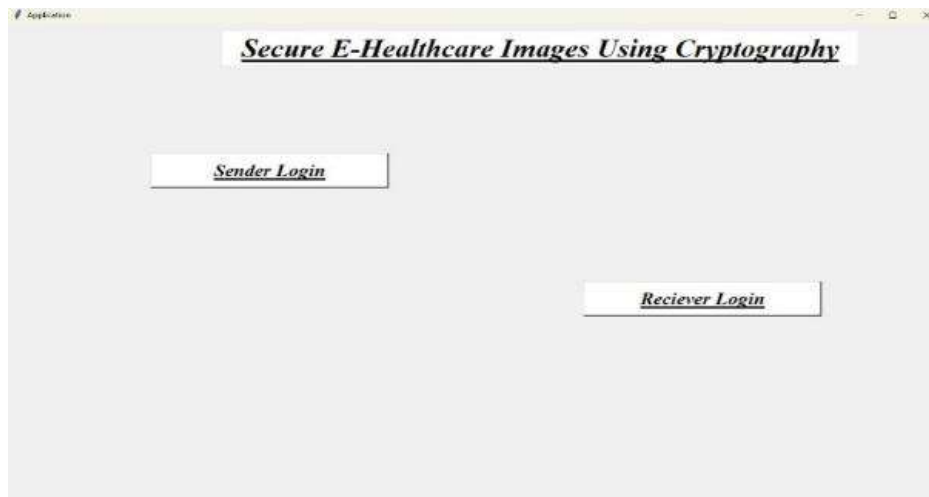 Application
Secure E-Healthcare Images Using Cryptography
Sender Login
Reciever Login